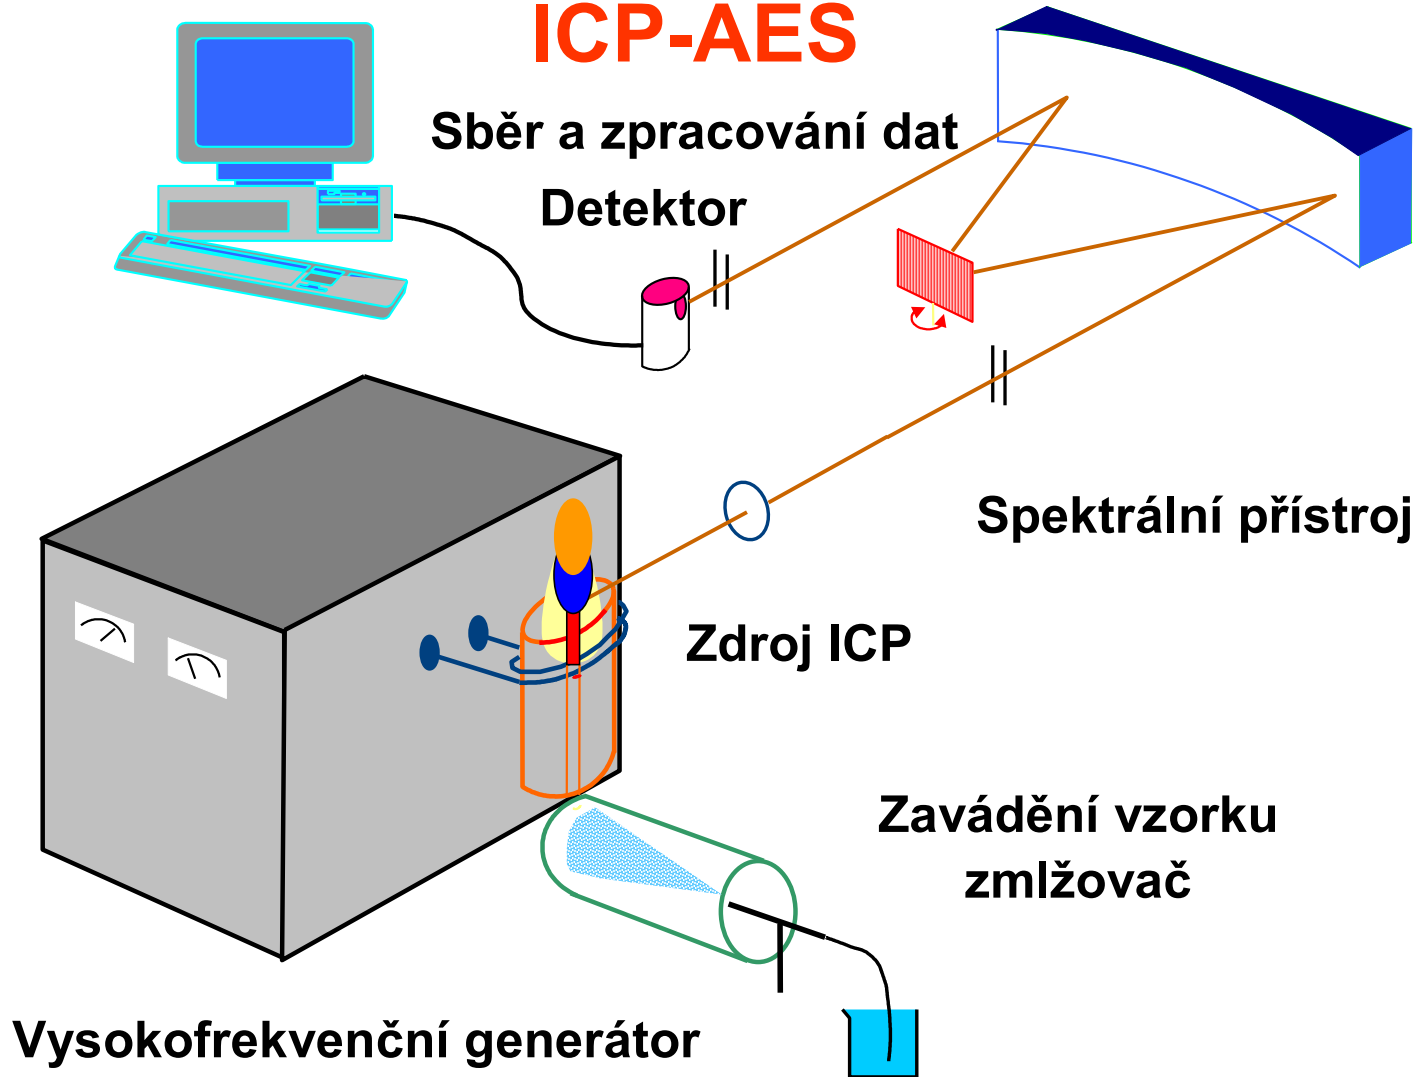 ICP-AES
Sběr a zpracování dat
Detektor
Spektrální přístroj
Zdroj ICP
Zavádění vzorku
zmlžovač
Vysokofrekvenční generátor